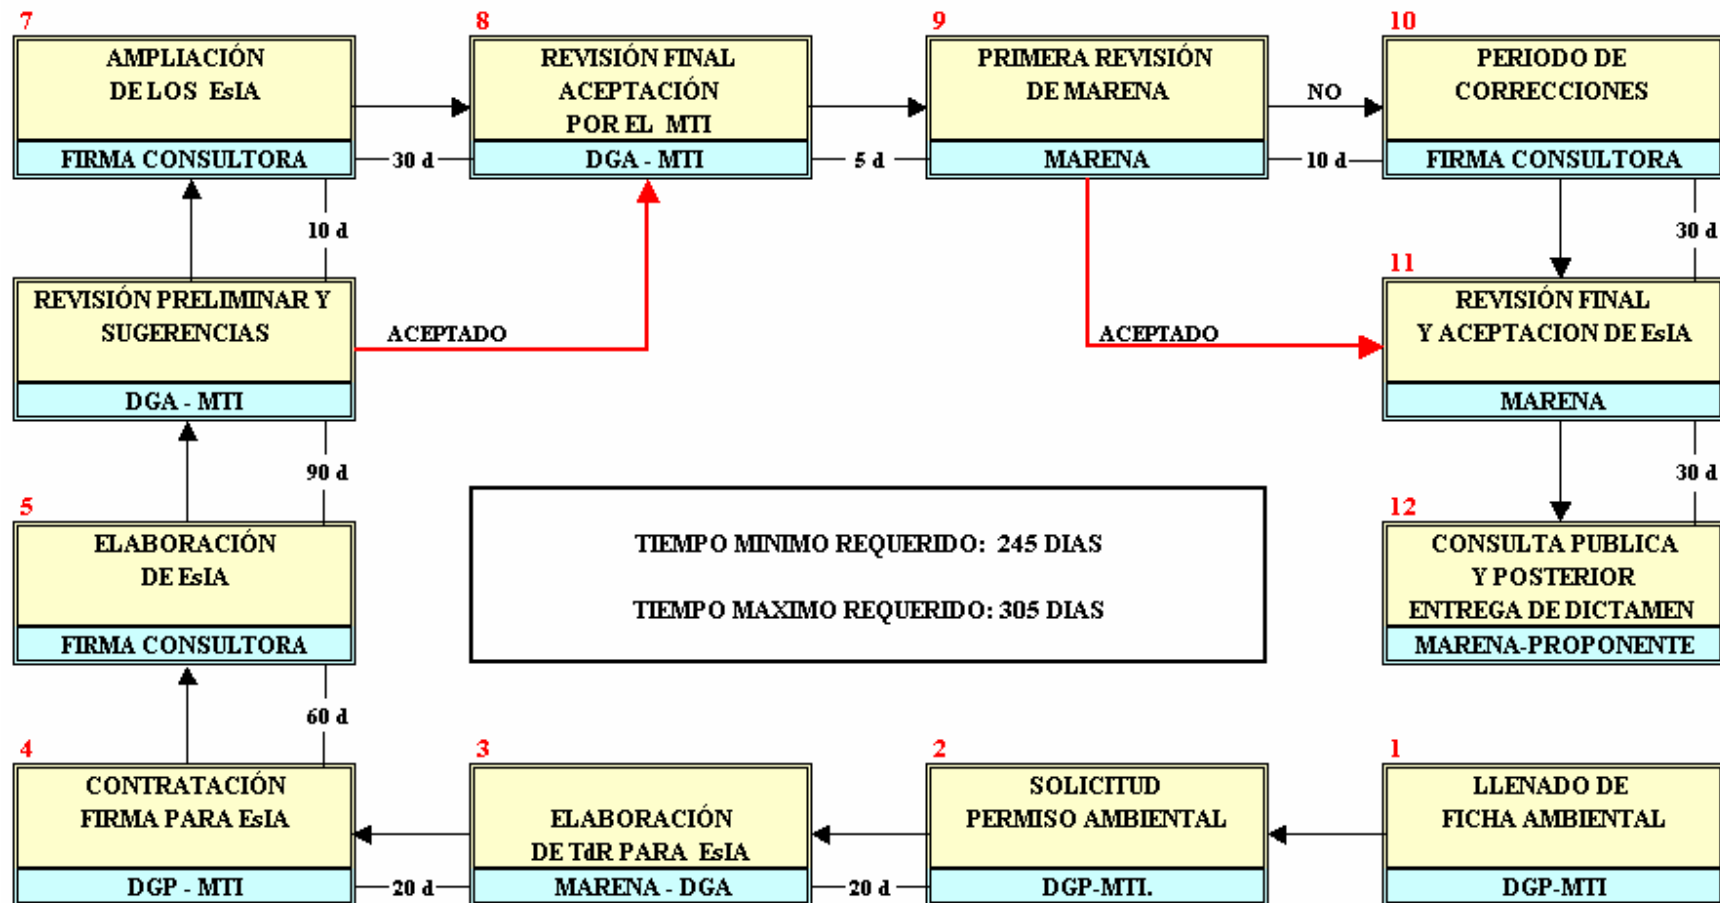 7
AMPLIACIÓN
DE LOS EsIA
FIRMA CONSULTORA
30 d
8
REVISIÓN FINAL
ACEPTACIÓN
POR EL MTI
DGA - MTI
5 d
9
PRIMERA REVISIÓN
DE MARENA
MARENA
NO
10 d
10
PERIODO DE
CORRECCIONES
FIRMA CONSULTORA
10 d
30 d
REVISIÓN PRELIMINAR Y
SUGERENCIAS
DGA - MTI
ACEPTADO
ACEPTADO
11
REVISIÓN FINAL
Y ACEPTACION DE EsIA
MARENA
90 d
30 d
5
ELABORACIÓN
DE EsIA
FIRMA CONSULTORA
TIEMPO MINIMO REQUERIDO: 245 DIAS
TIEMPO MAXIMO REQUERIDO: 305 DIAS
12
CONSULTA PUBLICA
Y POSTERIOR
ENTREGA DE DICTAMEN
MARENA-PROPONENTE
60 d
4
CONTRATACIÓN
FIRMA PARA EsIA
DGP - MTI
20 d
3
ELABORACIÓN
DE TdR PARA EsIA
MARENA - DGA
20 d
2
SOLICITUD
PERMISO AMBIENTAL
DGP-MTI.
1
LLENADO DE
FICHA AMBIENTAL
DGP-MTI